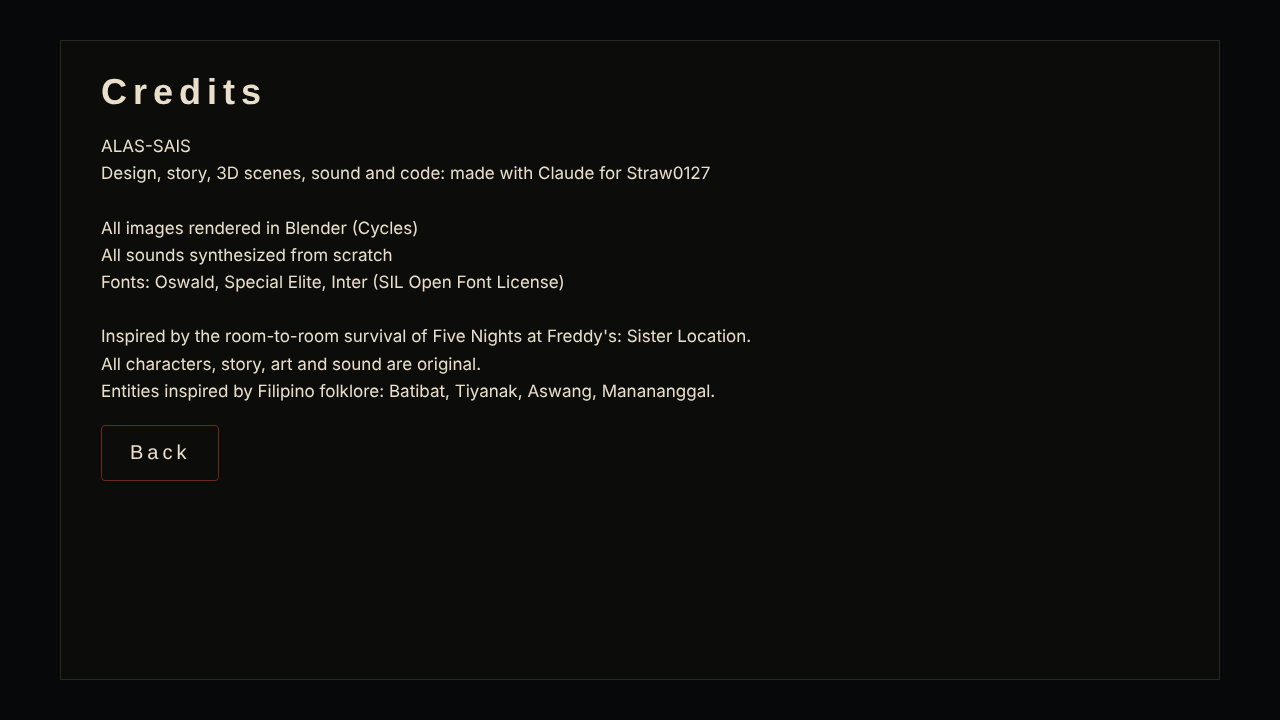 Credits
ALAS-SAIS
Design, story, 3D scenes, sound and code: made with Claude for Straw0127
All images rendered in Blender (Cycles)
All sounds synthesized from scratch
Fonts: Oswald, Special Elite, Inter (SIL Open Font License)
Inspired by the room-to-room survival of Five Nights at Freddy's: Sister Location.
All characters, story, art and sound are original.
Entities inspired by Filipino folklore: Batibat, Tiyanak, Aswang, Manananggal.
Back